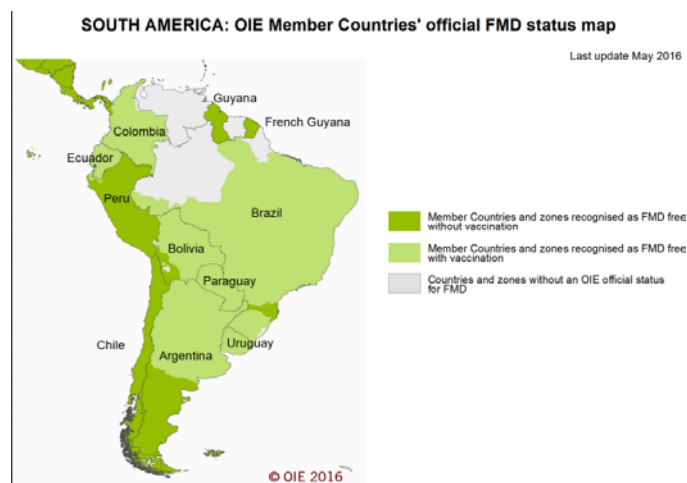 SOUTH AMERICA: OIE Member Countries' official FMD status map
Last update May 2016
Guyana
French Guyana
Colombia
Ecuador
Peru
Brazil
Bolivia
Paraguay
Chile
Uruguay
Argentina
Member Countries and zones recognised as FMD free
without vaccination
Member Countries and zones recognised as FMD free
with vaccination
Countries and zones without an OIE official status
for FMD
© OIE 2016